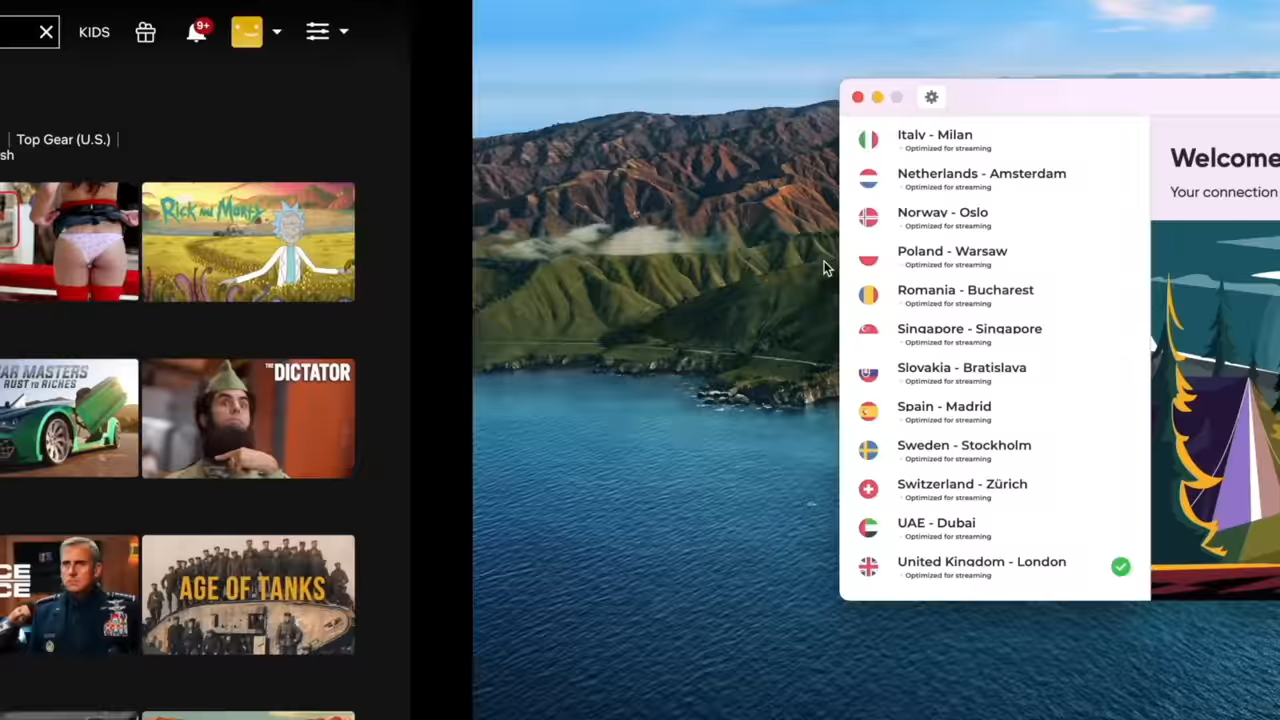 KIDS
9+
Top Gear (U.S.)
sh
RICK AND MORTY
CAR MASTERS
RUST TO RICHES
THE DICTATOR
CE
CE
AGE OF TANKS
Italy - Milan
Optimized for streaming
Netherlands - Amsterdam
Optimized for streaming
Norway - Oslo
Optimized for streaming
Poland - Warsaw
Optimized for streaming
Romania - Bucharest
Optimized for streaming
Singapore - Singapore
Optimized for streaming
Slovakia - Bratislava
Optimized for streaming
Spain - Madrid
Optimized for streaming
Sweden - Stockholm
Optimized for streaming
Switzerland - Zürich
Optimized for streaming
UAE - Dubai
Optimized for streaming
United Kingdom - London
Optimized for streaming
Welcome
Your connection